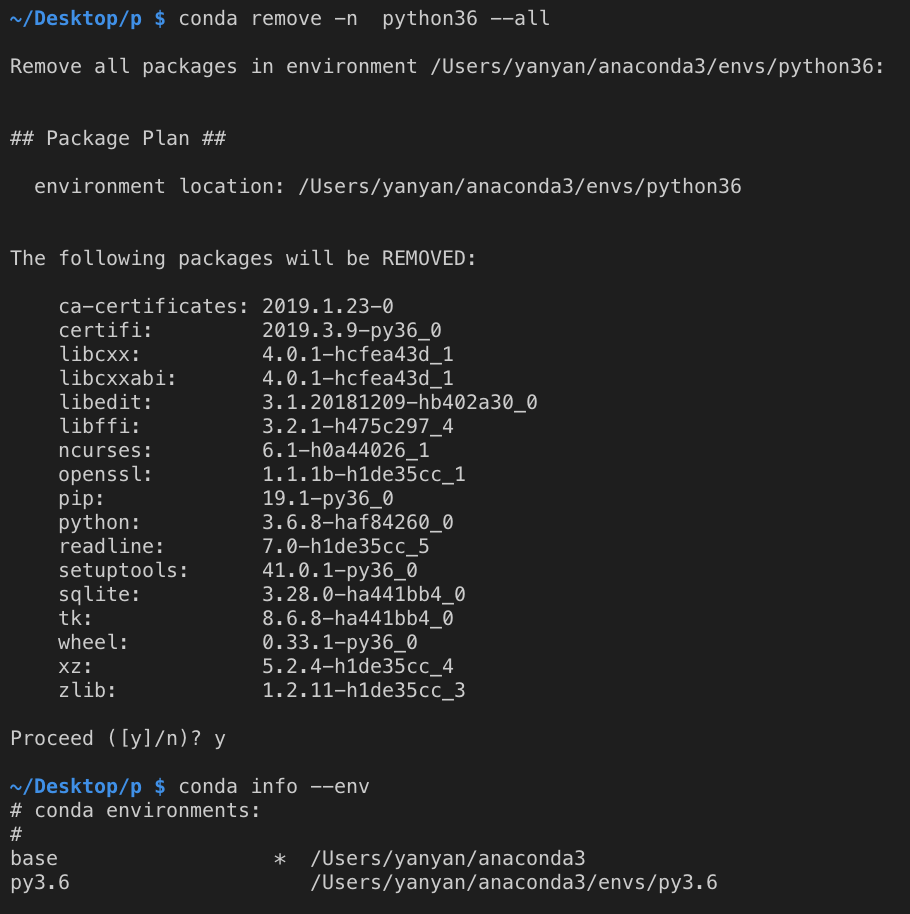 ~/Desktop/p $ conda remove -n  python36 --all
Remove all packages in environment /Users/yanyan/anaconda3/envs/python36:
## Package Plan ##
  environment location: /Users/yanyan/anaconda3/envs/python36
The following packages will be REMOVED:
    ca-certificates: 2019.1.23-0
    certifi:         2019.3.9-py36_0
    libcxx:          4.0.1-hcfea43d_1
    libcxxabi:       4.0.1-hcfea43d_1
    libedit:         3.1.20181209-hb402a30_0
    libffi:          3.2.1-h475c297_4
    ncurses:         6.1-h0a44026_1
    openssl:         1.1.1b-h1de35cc_1
    pip:             19.1-py36_0
    python:          3.6.8-haf84260_0
    readline:        7.0-h1de35cc_5
    setuptools:      41.0.1-py36_0
    sqlite:          3.28.0-ha441bb4_0
    tk:              8.6.8-ha441bb4_0
    wheel:           0.33.1-py36_0
    xz:              5.2.4-h1de35cc_4
    zlib:            1.2.11-h1de35cc_3
Proceed ([y]/n)? y
~/Desktop/p $ conda info --env
# conda environments:
#
base                  *  /Users/yanyan/anaconda3
py3.6                    /Users/yanyan/anaconda3/envs/py3.6